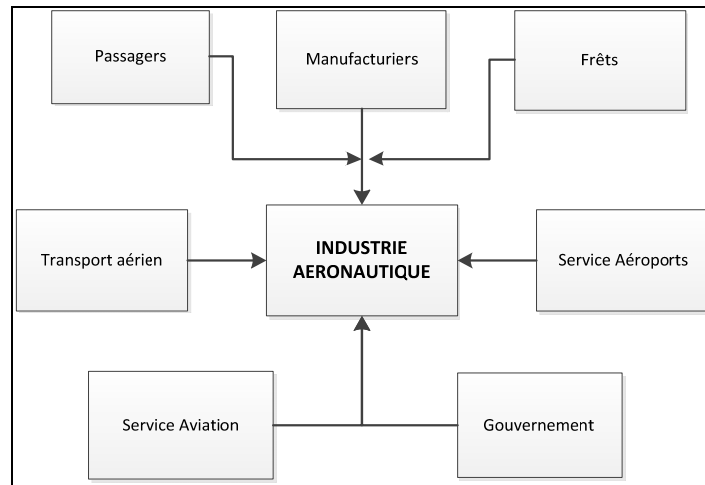 Passagers
Manufacturiers
Frêts
Transport aérien
INDUSTRIE
AERONAUTIQUE
Service Aéroports
Service Aviation
Gouvernement